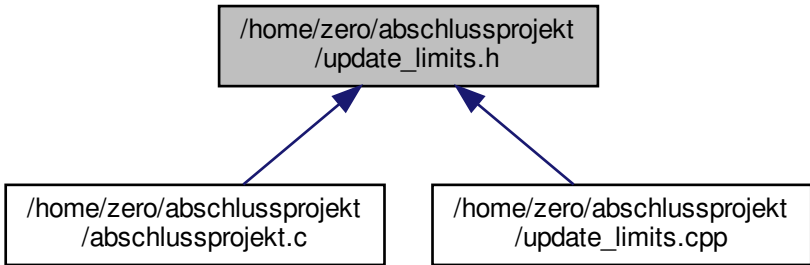 /home/zero/abschlussprojekt
/update_limits.h
/home/zero/abschlussprojekt
/abschlussprojekt.c
/home/zero/abschlussprojekt
/update_limits.cpp